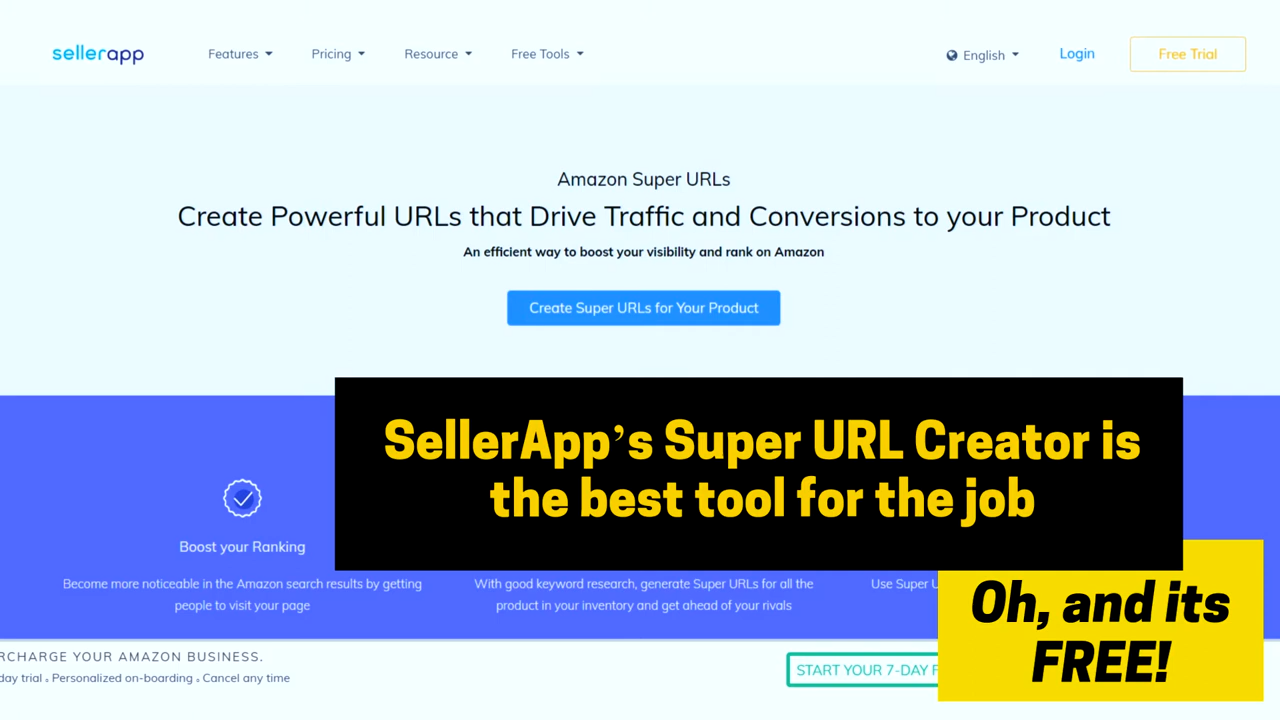 sellerapp
Features
Pricing
Resource
Free Tools
English
Login
Free Trial
Amazon Super URLs
Create Powerful URLs that Drive Traffic and Conversions to your Product
An efficient way to boost your visibility and rank on Amazon
Create Super URLs for Your Product
SellerApp’s Super URL Creator is
the best tool for the job
Boost your Ranking
Become more noticeable in the Amazon search results by getting
people to visit your page
With good keyword research, generate Super URLs for all the
product in your inventory and get ahead of your rivals
Use Super
Oh, and its
FREE!
YOUR AMAZON BUSINESS.
trial • Personalized on-boarding • Cancel any time
START YOUR 7-DAY